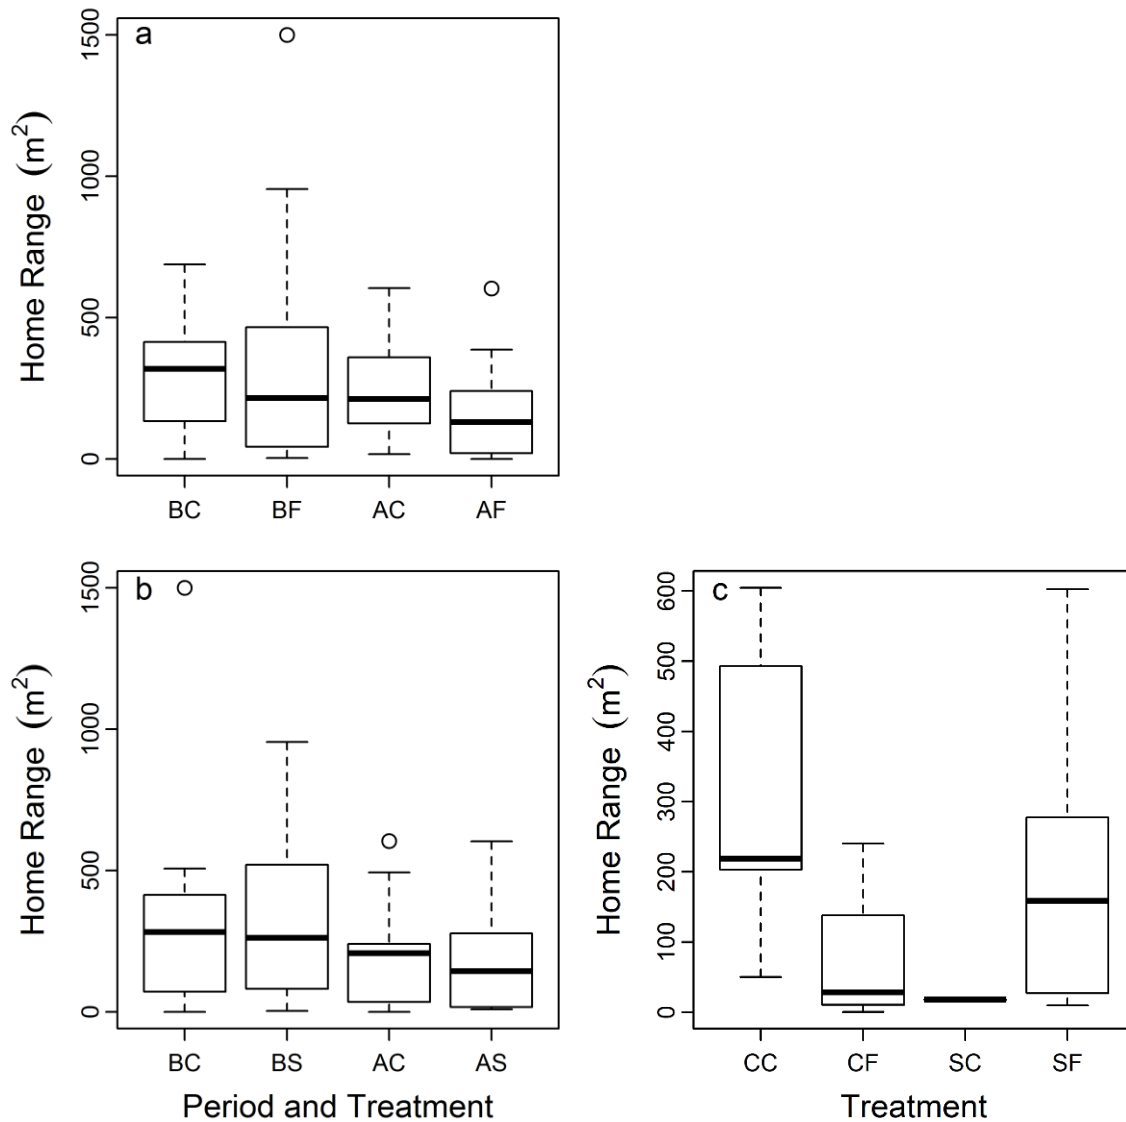 a
Home Range (m²)
1500
1000
500
0
BC BF AC AF
b
Home Range (m²)
1500
1000
500
0
BC BS AC AS
Period and Treatment
c
Home Range (m²)
600
500
400
300
200
100
0
CC CF SC SF
Treatment